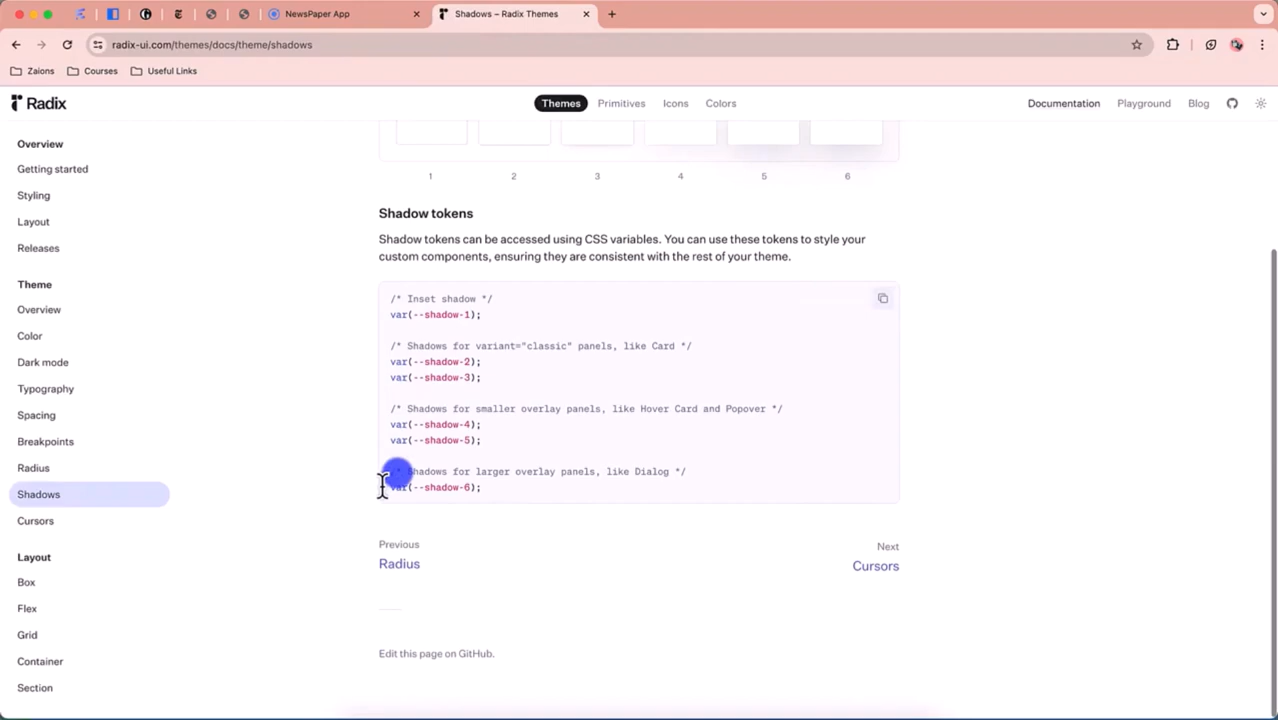 NewsPaper App
Shadows – Radix Themes
radix-ui.com/themes/docs/theme/shadows
Zaions
Courses
Useful Links
Radix
Themes
Primitives
Icons
Colors
Documentation
Playground
Blog
Overview
Getting started
Styling
Layout
Releases
Theme
Overview
Color
Dark mode
Typography
Spacing
Breakpoints
Radius
Shadows
Cursors
Layout
Box
Flex
Grid
Container
Section
1 2 3 4 5 6
Shadow tokens
Shadow tokens can be accessed using CSS variables. You can use these tokens to style your
custom components, ensuring they are consistent with the rest of your theme.
/* Inset shadow */
var(--shadow-1);
/* Shadows for variant="classic" panels, like Card */
var(--shadow-2);
var(--shadow-3);
/* Shadows for smaller overlay panels, like Hover Card and Popover */
var(--shadow-4);
var(--shadow-5);
/* Shadows for larger overlay panels, like Dialog */
var(--shadow-6);
Previous
Radius
Next
Cursors
Edit this page on GitHub.